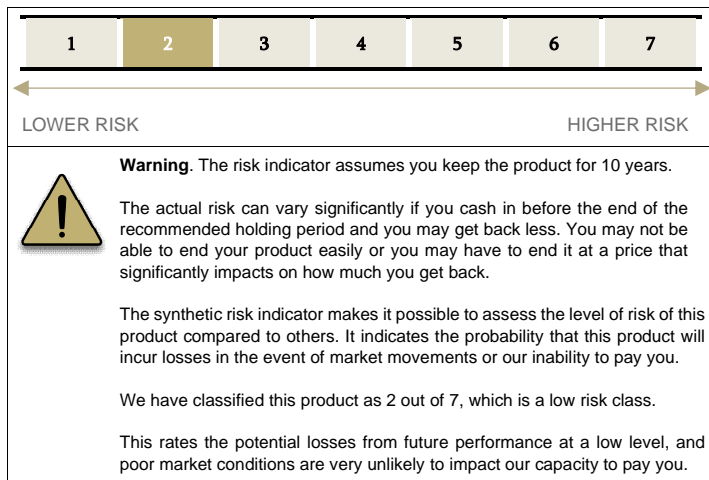 1 2 3 4 5 6 7
LOWER RISK HIGHER RISK
Warning. The risk indicator assumes you keep the product for 10 years.
The actual risk can vary significantly if you cash in before the end of the
recommended holding period and you may get back less. You may not be
able to end your product easily or you may have to end it at a price that
significantly impacts on how much you get back.
The synthetic risk indicator makes it possible to assess the level of risk of this
product compared to others. It indicates the probability that this product will
incur losses in the event of market movements or our inability to pay you.
We have classified this product as 2 out of 7, which is a low risk class.
This rates the potential losses from future performance at a low level, and
poor market conditions are very unlikely to impact our capacity to pay you.